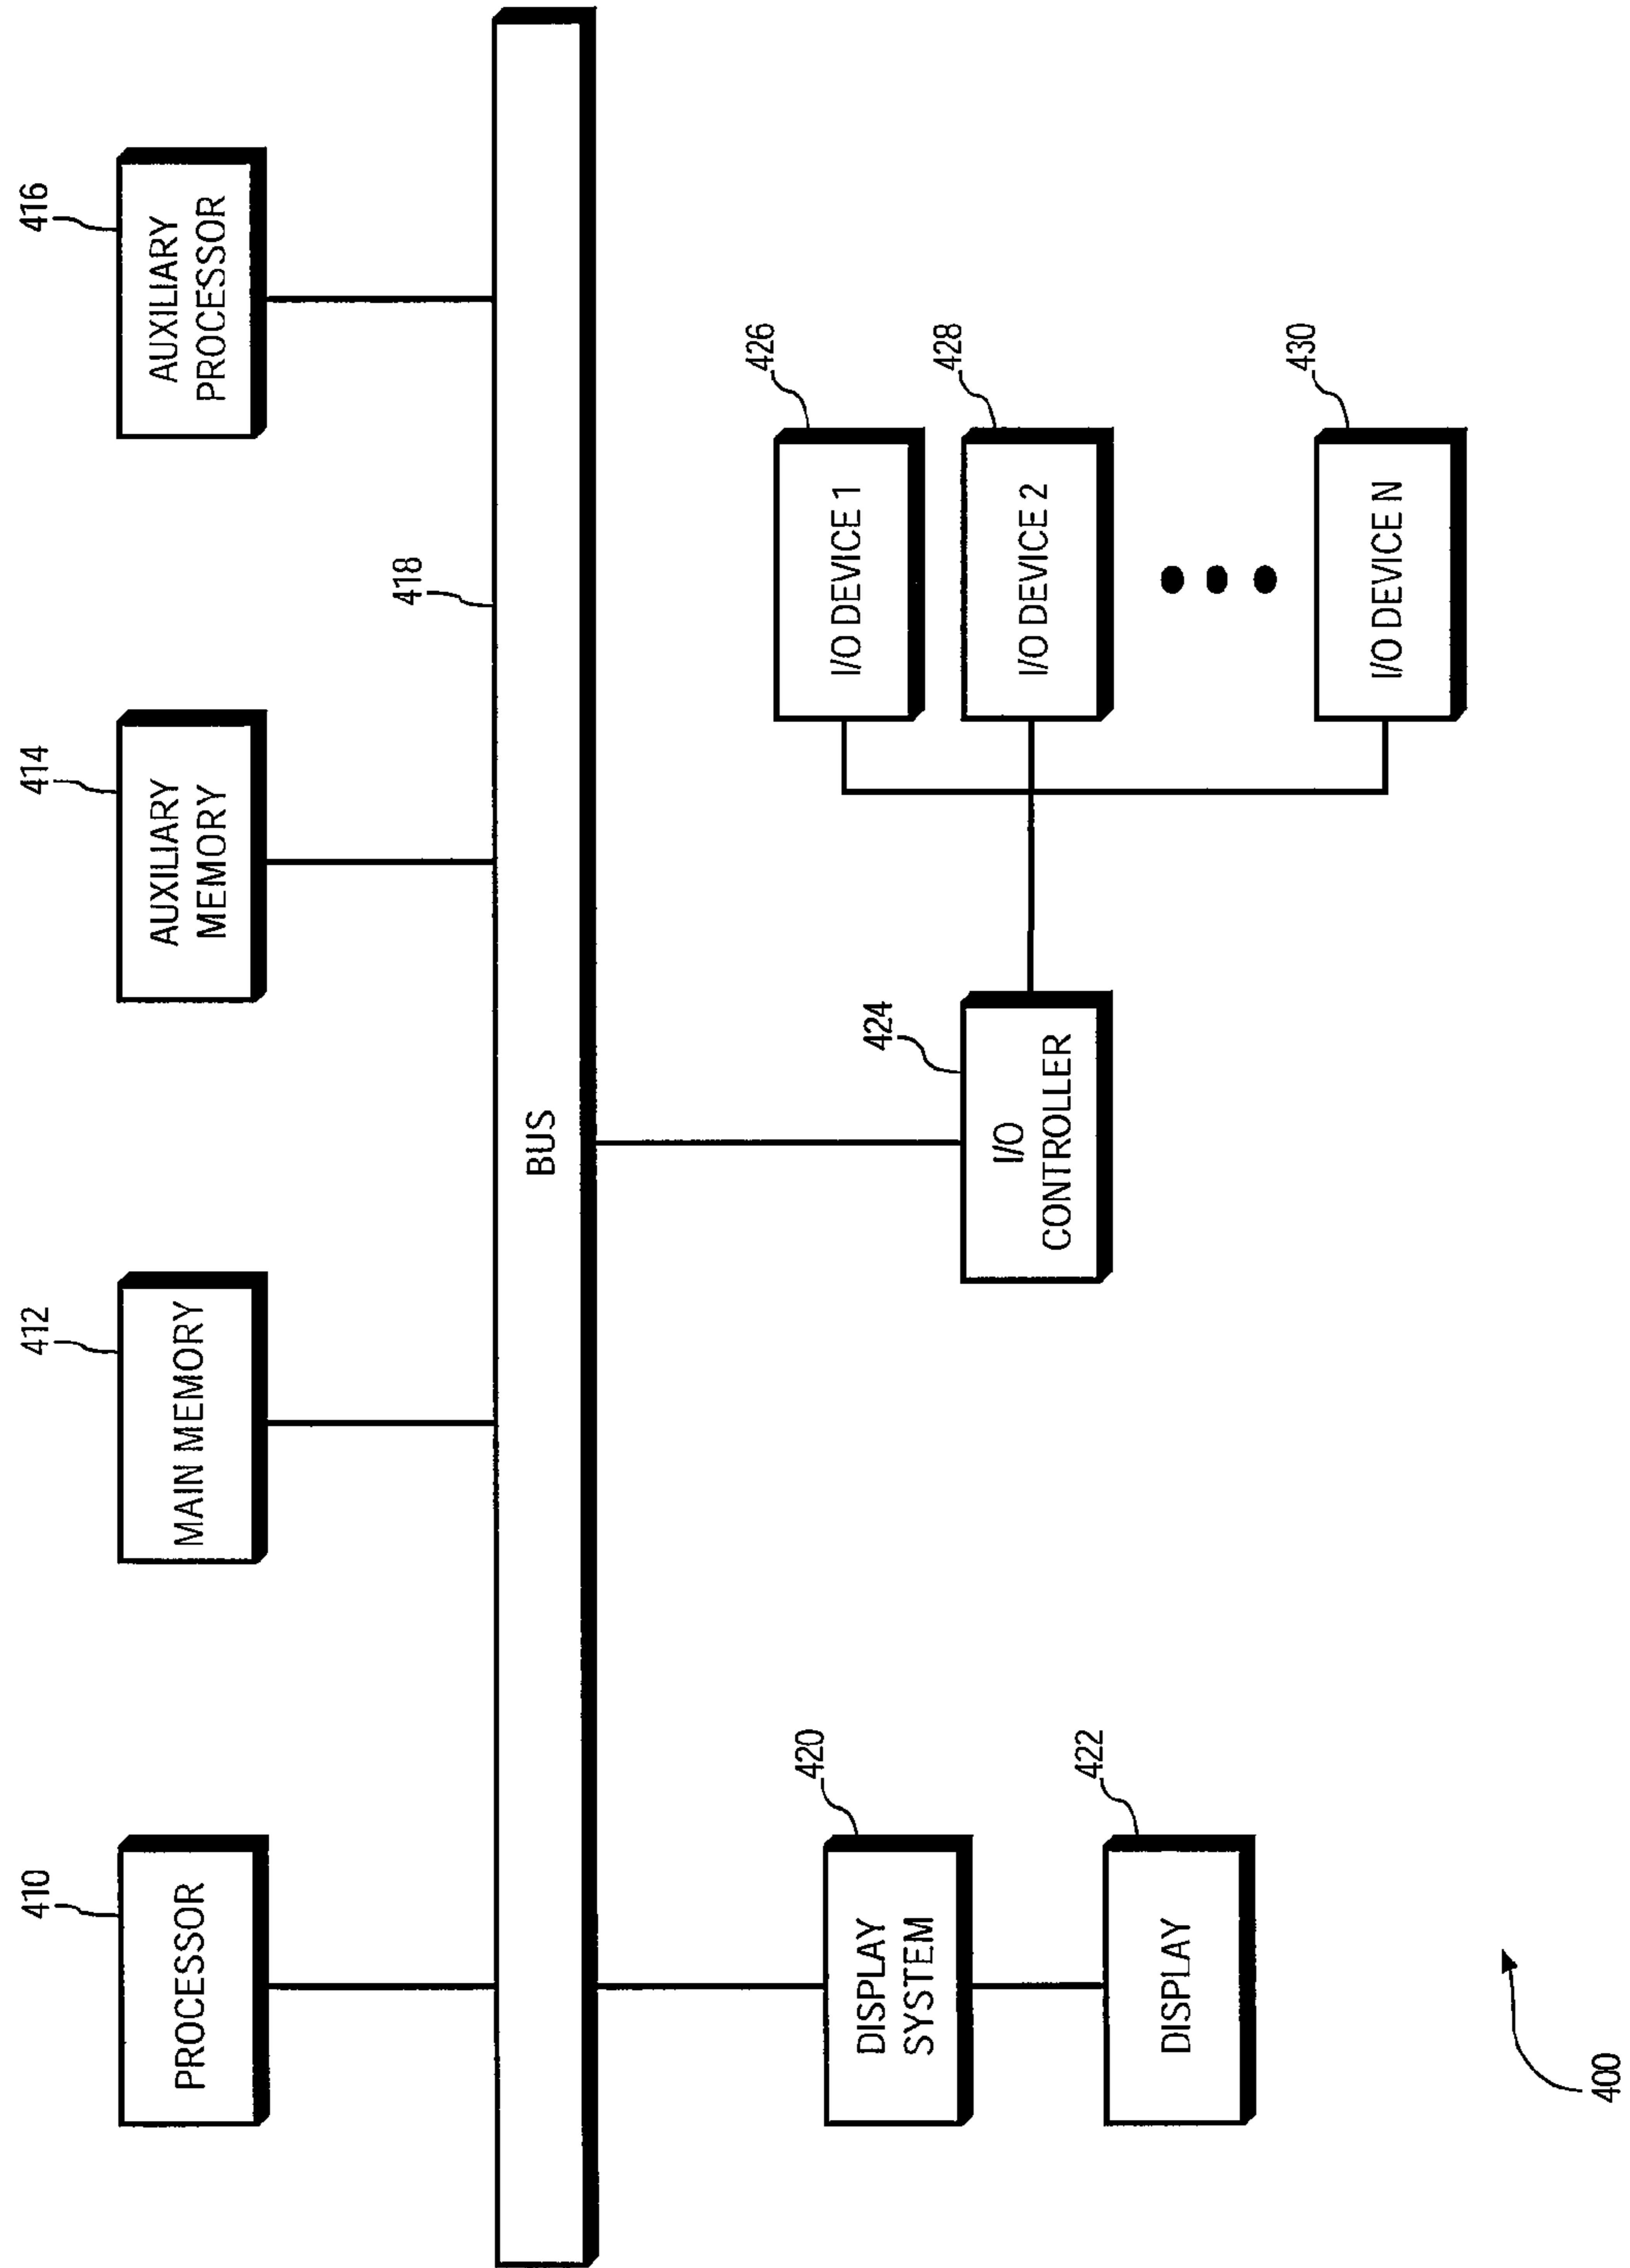 410
PROCESSOR
412
MAIN MEMORY
414
AUXILIARY
MEMORY
416
AUXILIARY
PROCESSOR
418
BUS
420
DISPLAY
SYSTEM
422
DISPLAY
424
I/O
CONTROLLER
426
I/O DEVICE 1
428
I/O DEVICE 2
430
I/O DEVICE N
400